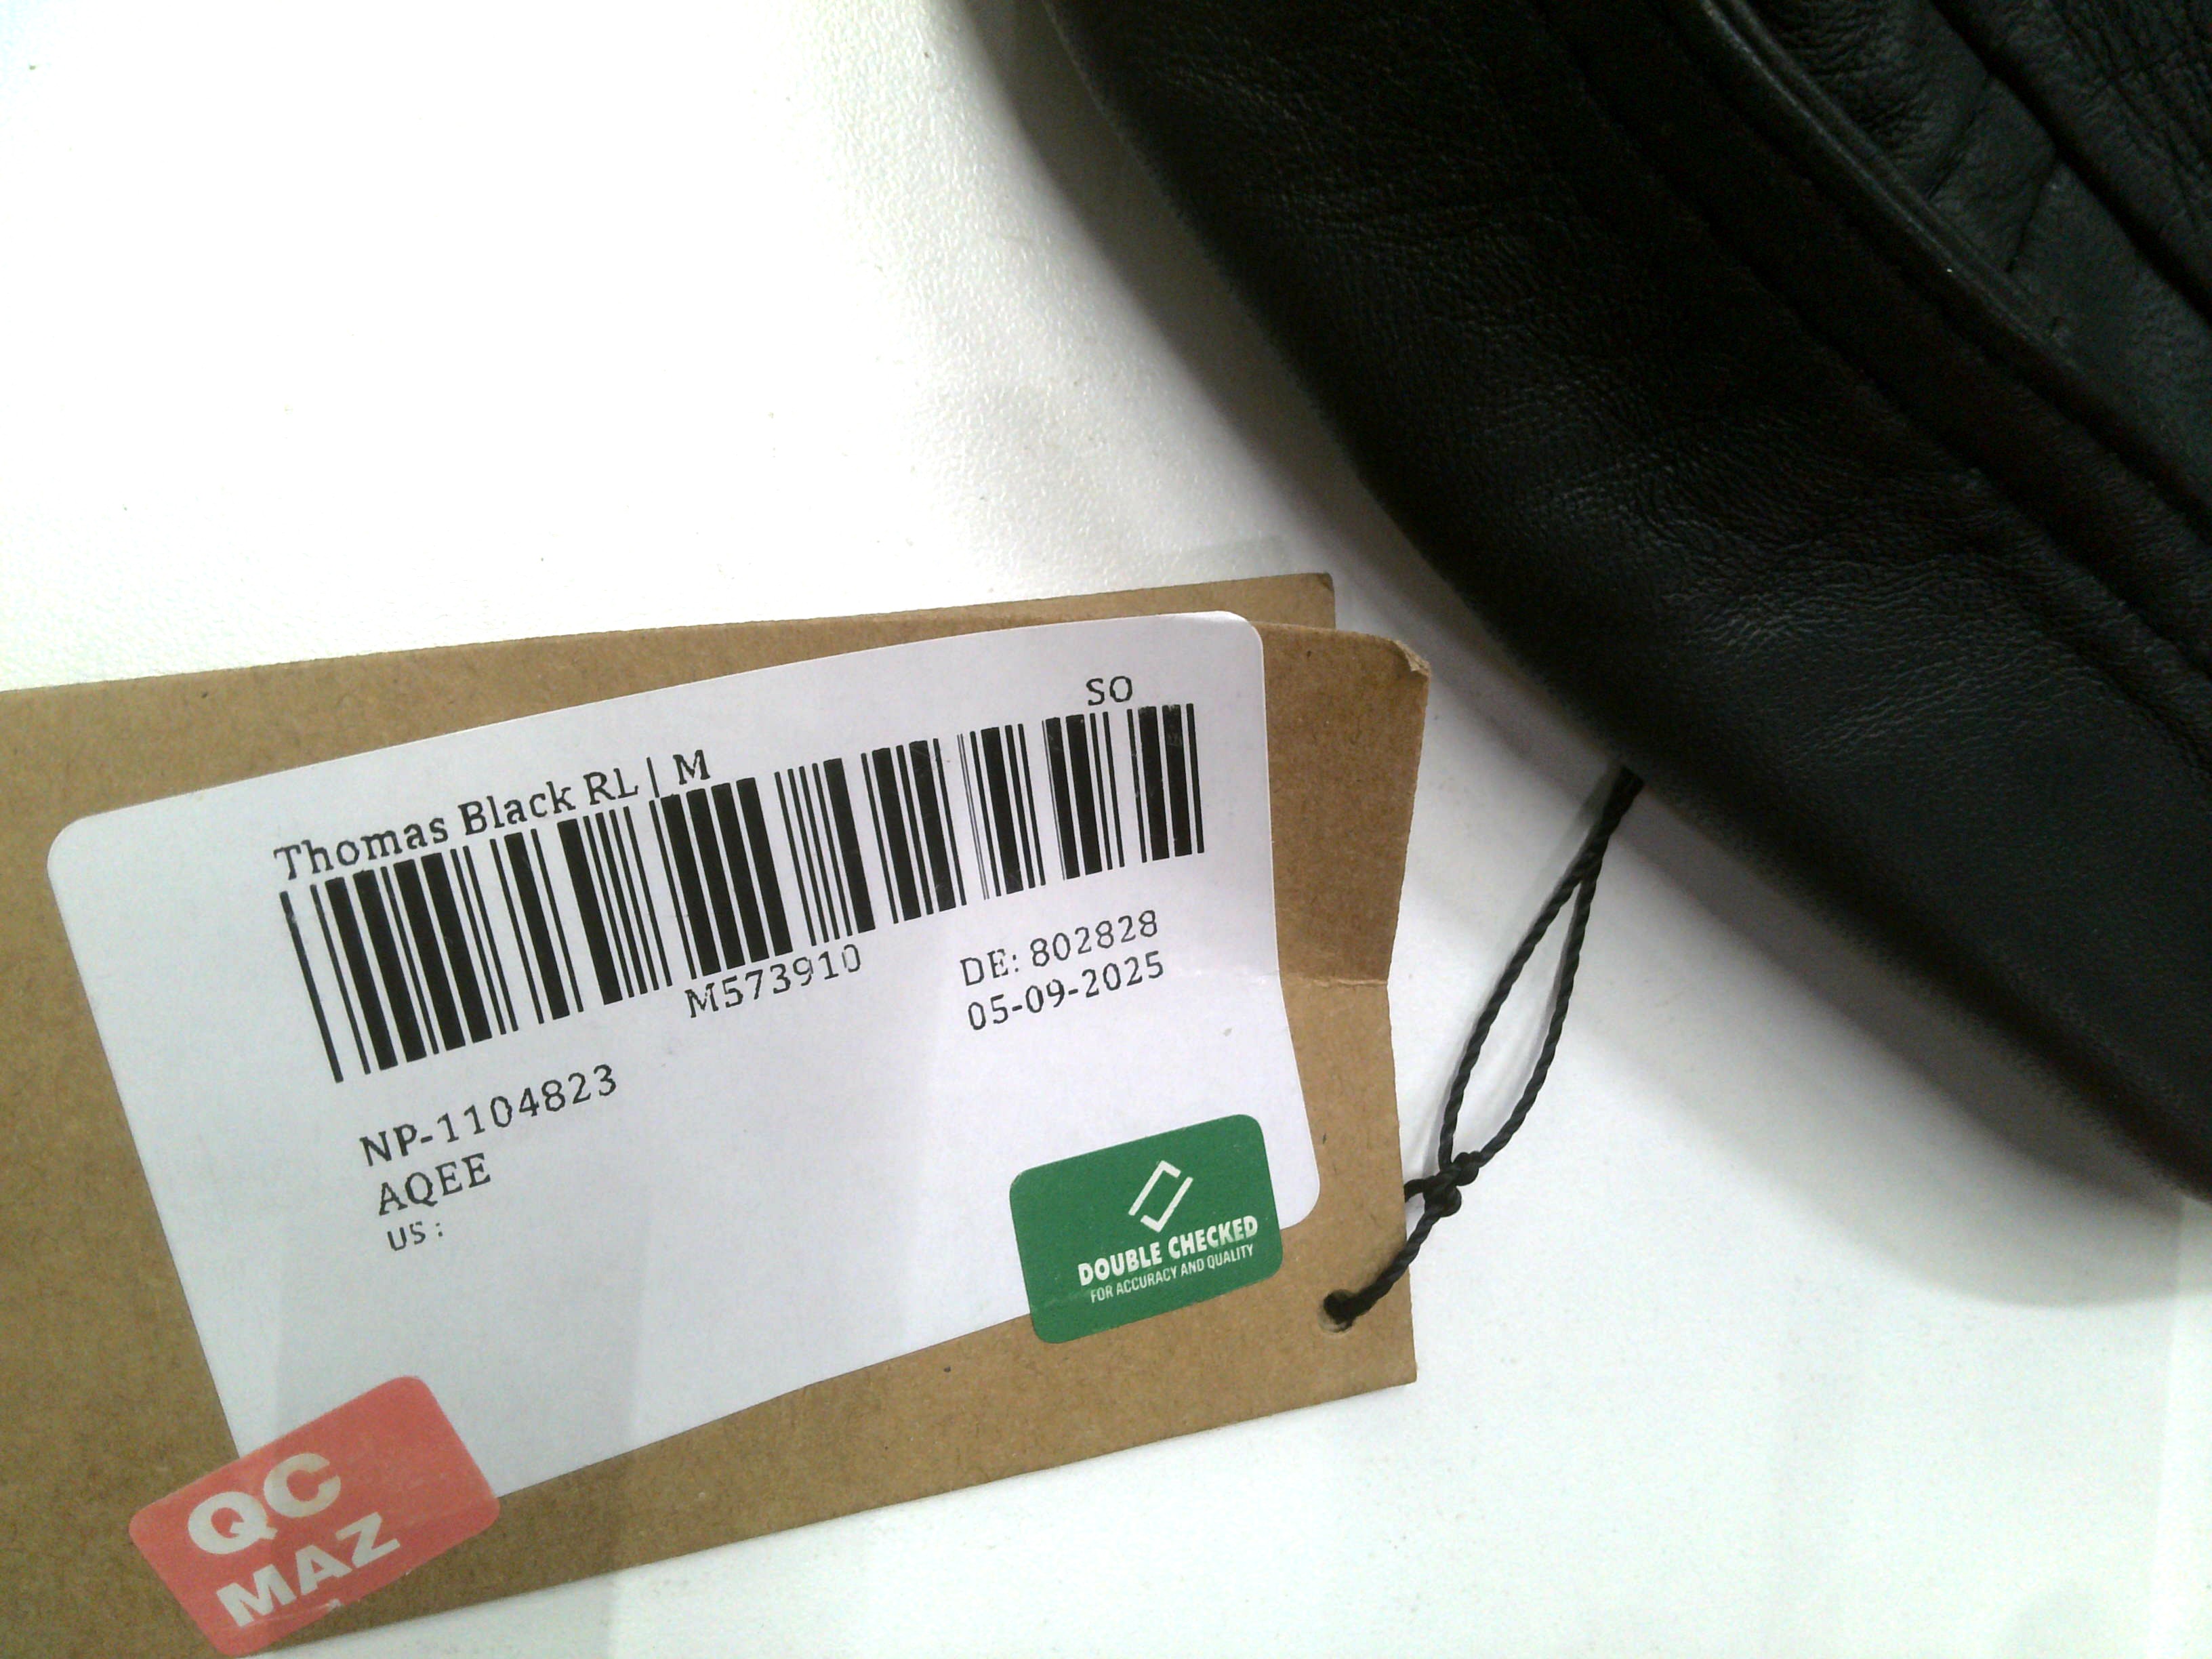 SO
Thomas Black RL | M
M573910
DE: 802828
05-09-2025
NP-1104823
AQEE
US :
DOUBLE CHECKED
FOR ACCURACY AND QUALITY
QC
MAZ